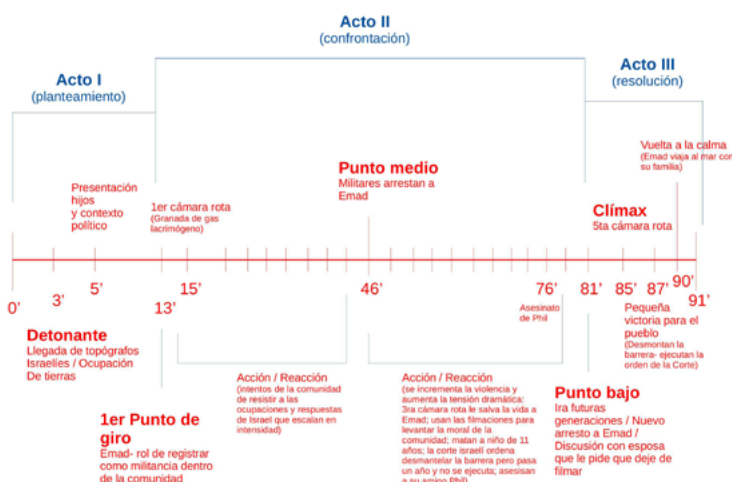 Acto II
(confrontación)
Acto I
(planteamiento)
Acto III
(resolución)
Vuelta a la calma
(Emad viaja al mar con
su familia)
Punto medio
Militares arrestan a
Emad
Presentación
hijos
y contexto
político
1er cámara rota
(Granada de gas
lacrimógeno)
Clímax
5ta cámara rota
0'
3'
5'
13'
15'
46'
76'
81'
85'
87'
90'
91'
Detonante
Llegada de topógrafos
Israelíes / Ocupación
De tierras
Asesinato
de Phil
Pequeña
victoria para el
pueblo
(Desmontan la
barrera- ejecutan la
orden de la Corte)
1er Punto de
giro
Emad- rol de registrar
como militancia dentro
de la comunidad
Acción / Reacción
(intentos de la comunidad
de resistir a las
ocupaciones y respuestas
de Israel que escalan en
intensidad)
Acción / Reacción
(se incrementa la violencia y
aumenta la tensión dramática:
3ra cámara rota le salva la vida a
Emad; usan las filmaciones para
levantar la moral de la
comunidad; matan a niño de 11
años; la corte israelí ordena
desmantelar la barrera pero pasa
un año y no se ejecuta; asesisan
a su amigo Phil)
Punto bajo
Ira futuras
generaciones / Nuevo
arresto a Emad /
Discusión con esposa
que le pide que deje de
filmar